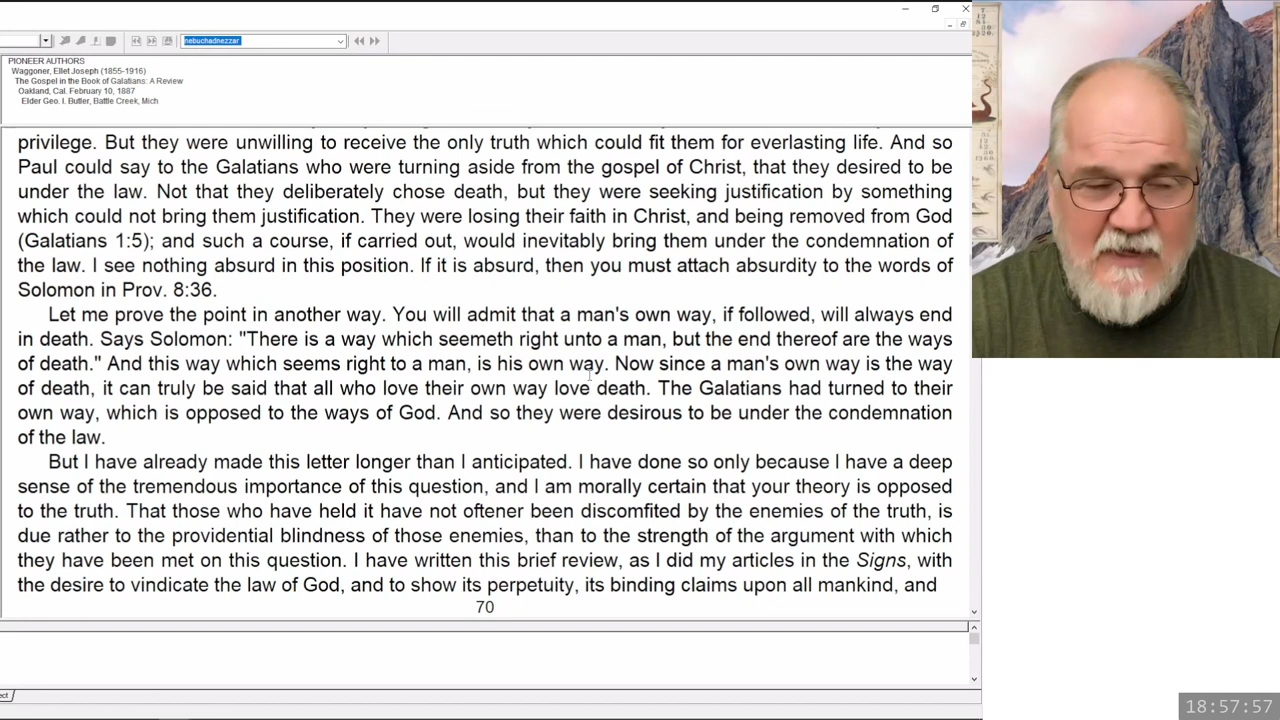 nebuchadnezzar
PIONEER AUTHORS
Waggoner, Ellet Joseph (1855-1916)
The Gospel in the Book of Galatians: A Review
Oakland, Cal. February 10, 1887
Elder Geo. I. Butler, Battle Creek, Mich
privilege. But they were unwilling to receive the only truth which could fit them for everlasting life. And so
Paul could say to the Galatians who were turning aside from the gospel of Christ, that they desired to be
under the law. Not that they deliberately chose death, but they were seeking justification by something
which could not bring them justification. They were losing their faith in Christ, and being removed from God
(Galatians 1:5); and such a course, if carried out, would inevitably bring them under the condemnation of
the law. I see nothing absurd in this position. If it is absurd, then you must attach absurdity to the words of
Solomon in Prov. 8:36.
Let me prove the point in another way. You will admit that a man's own way, if followed, will always end
in death. Says Solomon: "There is a way which seemeth right unto a man, but the end thereof are the ways
of death." And this way which seems right to a man, is his own way. Now since a man's own way is the way
of death, it can truly be said that all who love their own way love death. The Galatians had turned to their
own way, which is opposed to the ways of God. And so they were desirous to be under the condemnation
of the law.
But I have already made this letter longer than I anticipated. I have done so only because I have a deep
sense of the tremendous importance of this question, and I am morally certain that your theory is opposed
to the truth. That those who have held it have not oftener been discomfited by the enemies of the truth, is
due rather to the providential blindness of those enemies, than to the strength of the argument with which
they have been met on this question. I have written this brief review, as I did my articles in the Signs, with
the desire to vindicate the law of God, and to show its perpetuity, its binding claims upon all mankind, and
70
18:57:57